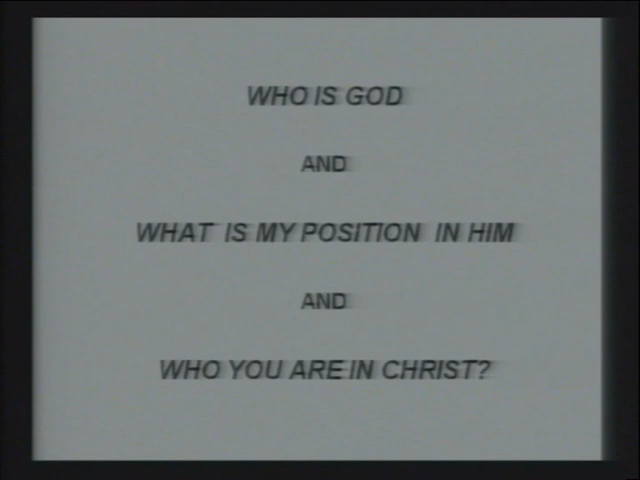 WHO IS GOD
AND
WHAT IS MY POSITION IN HIM
AND
WHO YOU ARE IN CHRIST?